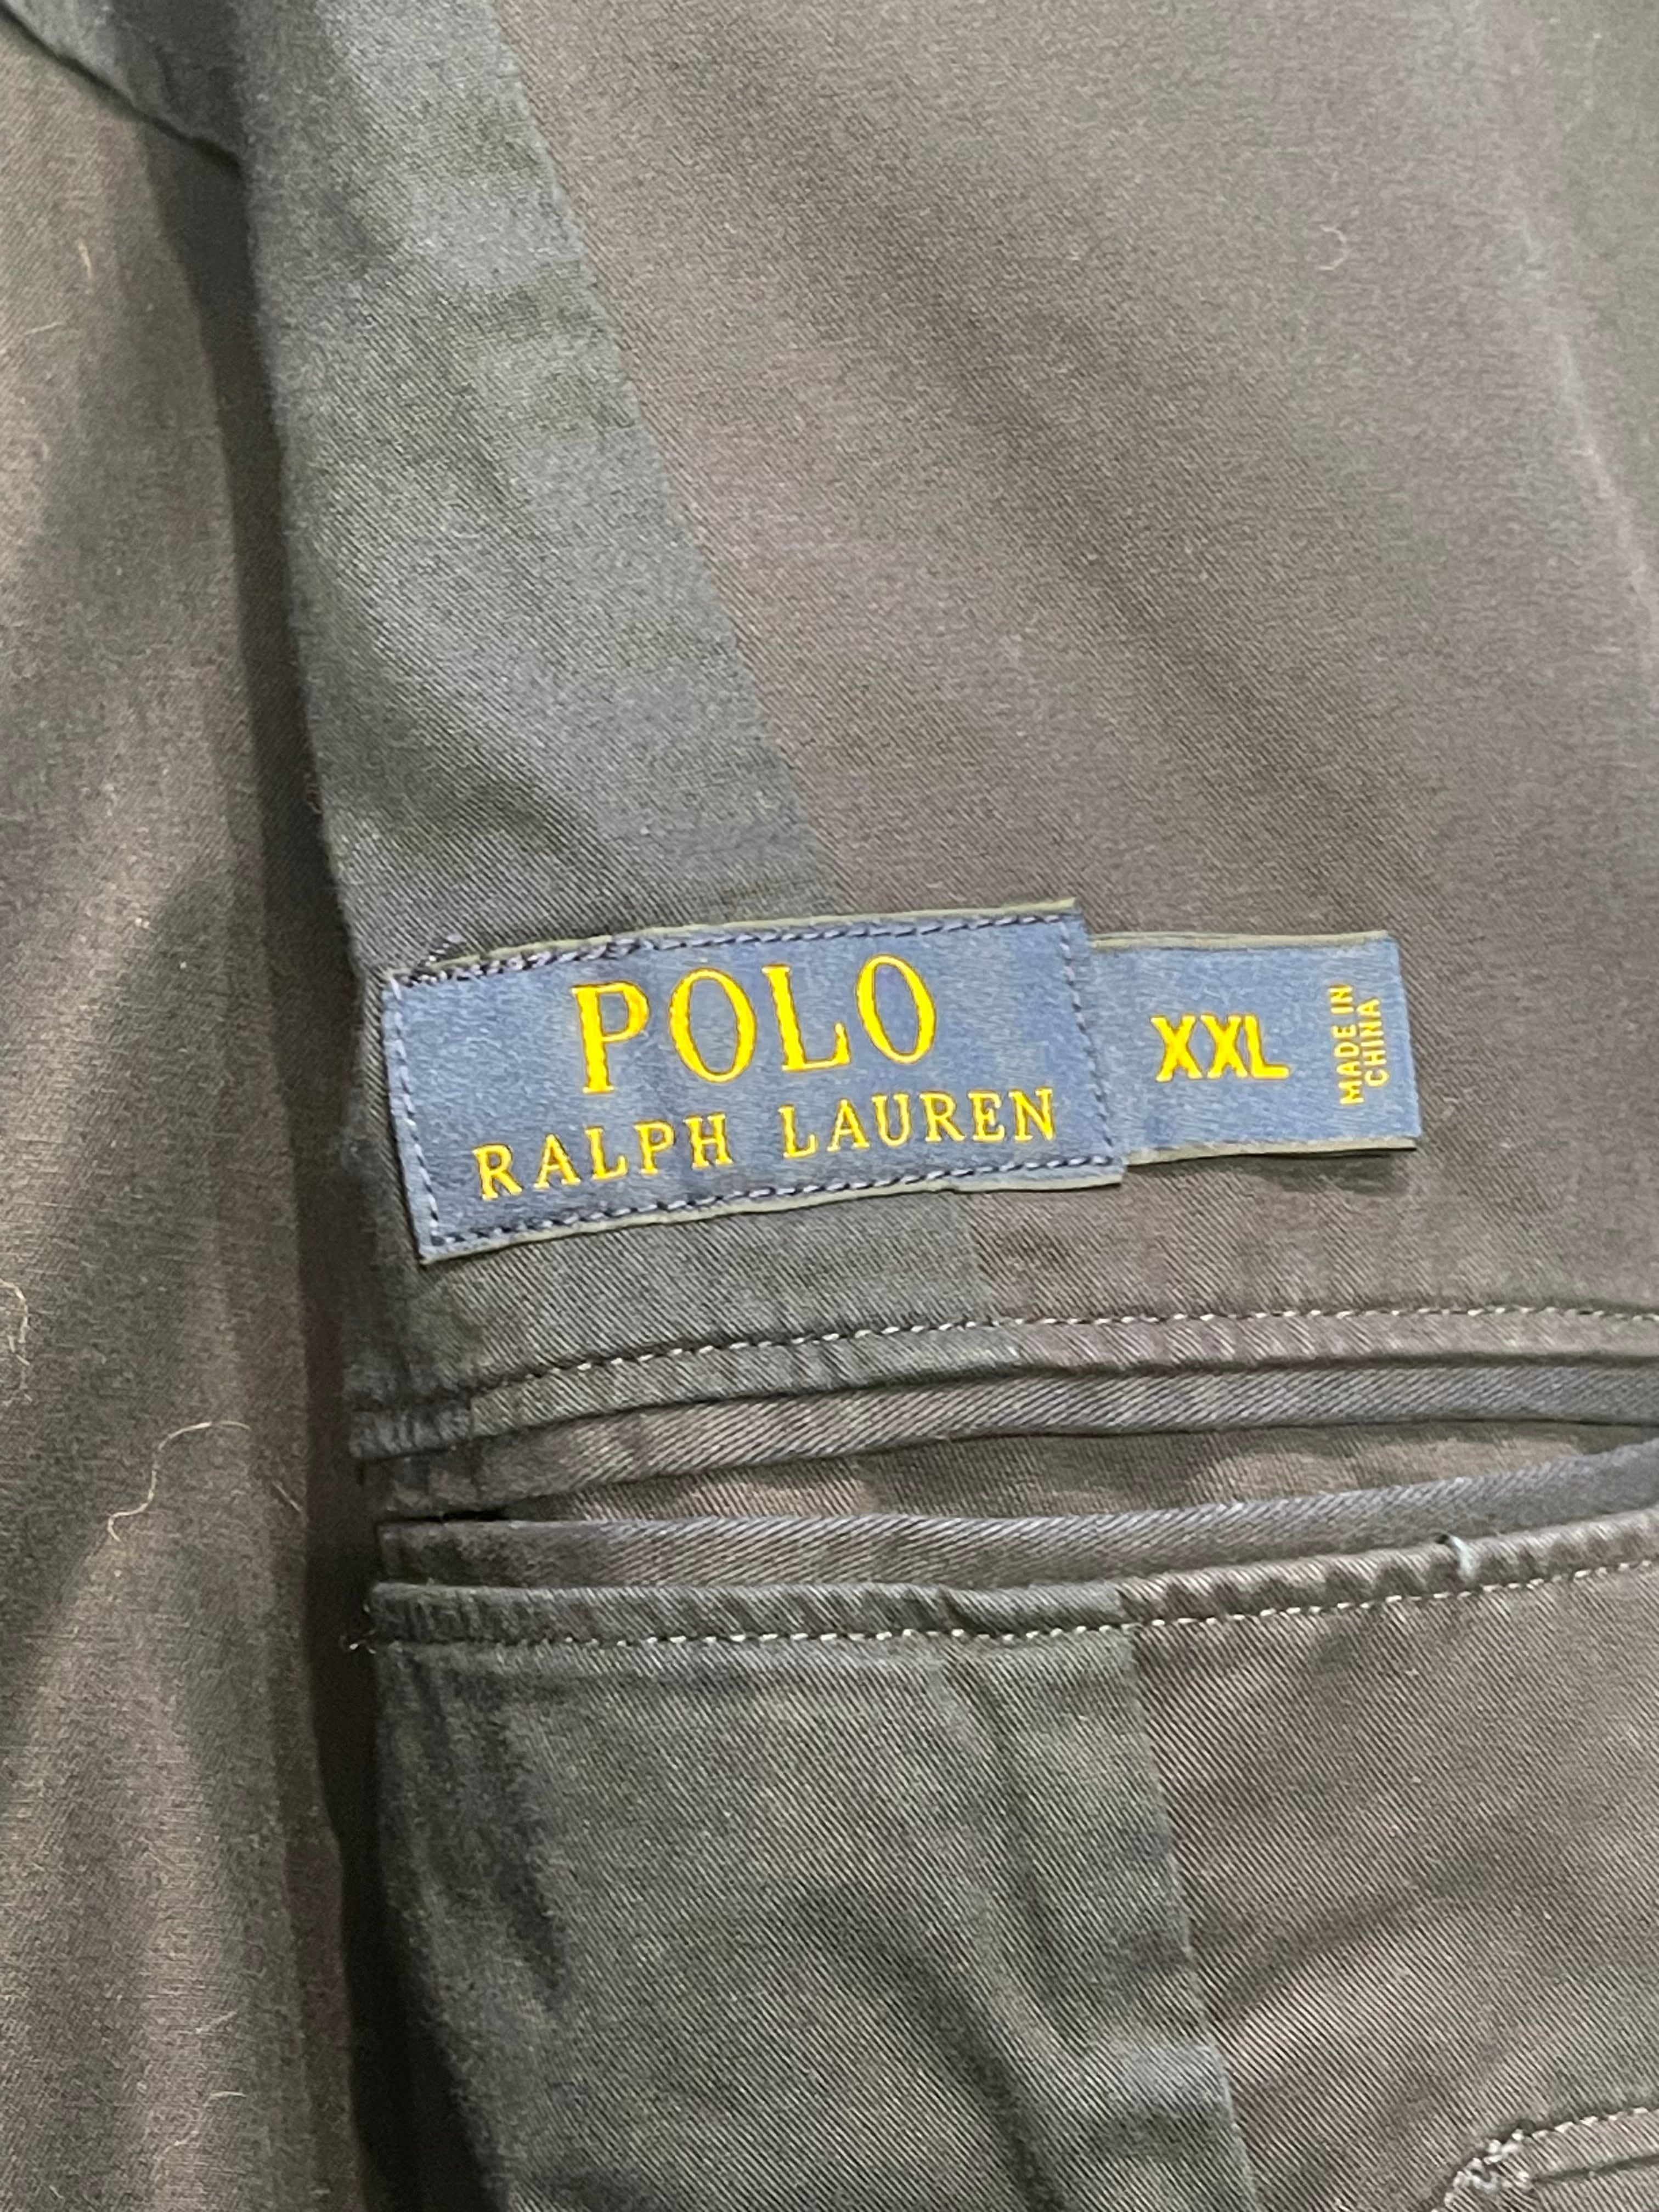 POLO
RALPH LAUREN
XXL
MADE IN
CHINA